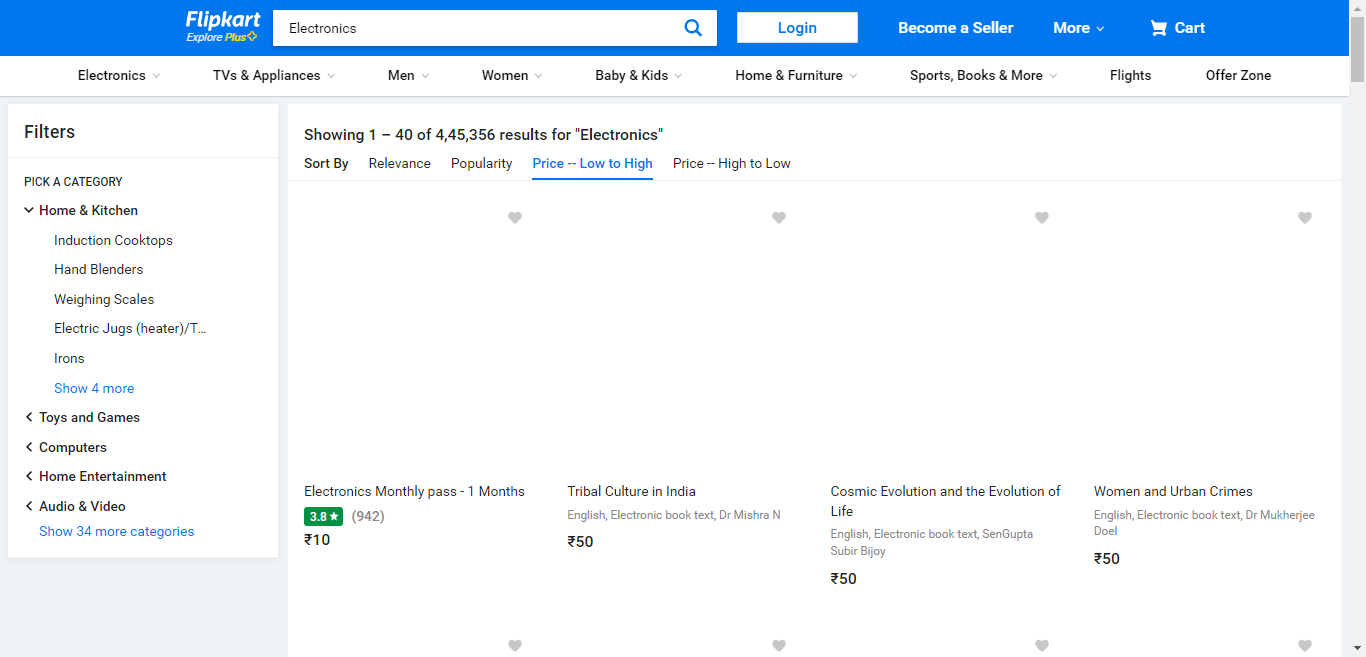 Flipkart
Explore Plus
Electronics
Login
Become a Seller
More
Cart
Electronics
TVs & Appliances
Men
Women
Baby & Kids
Home & Furniture
Sports, Books & More
Flights
Offer Zone
Filters
PICK A CATEGORY
Home & Kitchen
Induction Cooktops
Hand Blenders
Weighing Scales
Electric Jugs (heater)/T...
Irons
Show 4 more
Toys and Games
Computers
Home Entertainment
Audio & Video
Show 34 more categories
Showing 1 – 40 of 4,45,356 results for "Electronics"
Sort By
Relevance
Popularity
Price -- Low to High
Price -- High to Low
Electronics Monthly pass - 1 Months
3.8 ★ (942)
₹10
Tribal Culture in India
English, Electronic book text, Dr Mishra N
₹50
Cosmic Evolution and the Evolution of
Life
English, Electronic book text, SenGupta
Subir Bijoy
₹50
Women and Urban Crimes
English, Electronic book text, Dr Mukherjee
Doel
₹50